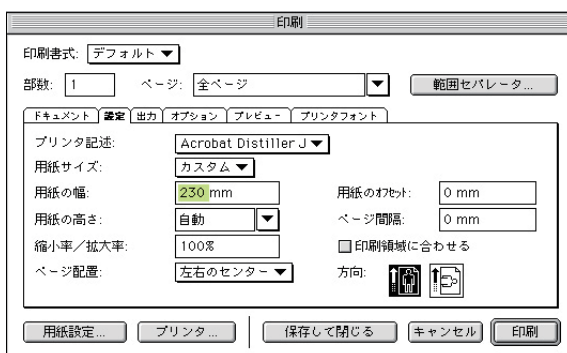 印刷
印刷書式: デフォルト
部数: 1 ページ: 全ページ 範囲セパレータ...
ドキュメント 設定 出力 オプション プレビュー プリンタフォント
プリンタ記述: Acrobat Distiller J
用紙サイズ: カスタム
用紙の幅: 230 mm 用紙のオフセット: 0 mm
用紙の高さ: 自動 ページ間隔: 0 mm
縮小率／拡大率: 100% 印刷領域に合わせる
ページ配置: 左右のセンター 方向:
用紙設定... プリンタ... 保存して閉じる キャンセル 印刷